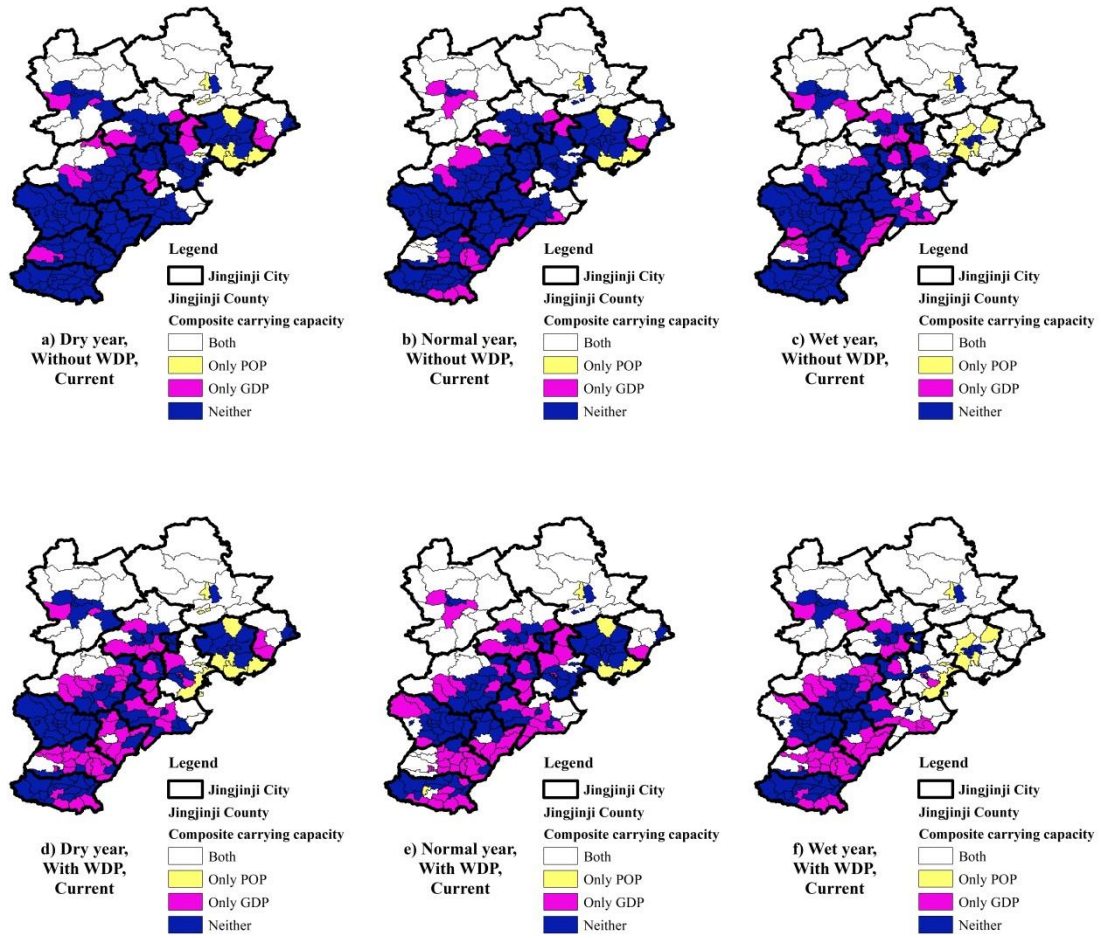 Legend
Jingjinji City
Jingjinji County
Composite carrying capacity
Both
Only POP
Only GDP
Neither
a) Dry year,
Without WDP,
Current
Legend
Jingjinji City
Jingjinji County
Composite carrying capacity
Both
Only POP
Only GDP
Neither
b) Normal year,
Without WDP,
Current
Legend
Jingjinji City
Jingjinji County
Composite carrying capacity
Both
Only POP
Only GDP
Neither
c) Wet year,
Without WDP,
Current
Legend
Jingjinji City
Jingjinji County
Composite carrying capacity
Both
Only POP
Only GDP
Neither
d) Dry year,
With WDP,
Current
Legend
Jingjinji City
Jingjinji County
Composite carrying capacity
Both
Only POP
Only GDP
Neither
e) Normal year,
With WDP,
Current
Legend
Jingjinji City
Jingjinji County
Composite carrying capacity
Both
Only POP
Only GDP
Neither
f) Wet year,
With WDP,
Current